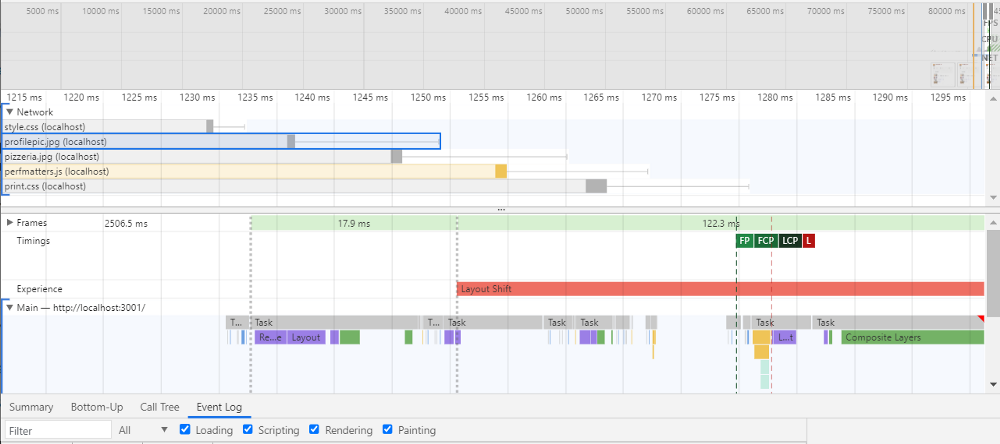 5000 ms 10000 ms 15000 ms 20000 ms 25000 ms 30000 ms 35000 ms 40000 ms 45000 ms 50000 ms 55000 ms 60000 ms 65000 ms 70000 ms 75000 ms 80000 ms
FPS
CPU
NET
1215 ms 1220 ms 1225 ms 1230 ms 1235 ms 1240 ms 1245 ms 1250 ms 1255 ms 1260 ms 1265 ms 1270 ms 1275 ms 1280 ms 1285 ms 1290 ms 1295 ms
▼ Network
style.css (localhost)
profilepic.jpg (localhost)
pizzeria.jpg (localhost)
perfmatters.js (localhost)
print.css (localhost)
▶ Frames 2506.5 ms 17.9 ms 122.3 ms
Timings FP FCP LCP L
Experience Layout Shift
▼ Main — http://localhost:3001/
T... Task T... Task Task Task Task Task
Re...e Layout L...t Composite Layers
Summary Bottom-Up Call Tree Event Log
Filter All ▼ Loading Scripting Rendering Painting